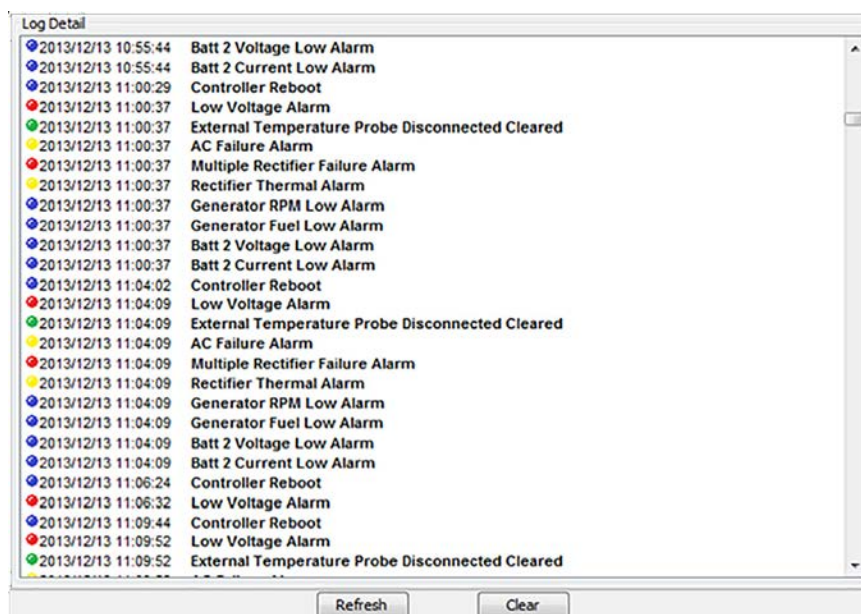 Log Detail
2013/12/13 10:55:44 Batt 2 Voltage Low Alarm
2013/12/13 10:55:44 Batt 2 Current Low Alarm
2013/12/13 11:00:29 Controller Reboot
2013/12/13 11:00:37 Low Voltage Alarm
2013/12/13 11:00:37 External Temperature Probe Disconnected Cleared
2013/12/13 11:00:37 AC Failure Alarm
2013/12/13 11:00:37 Multiple Rectifier Failure Alarm
2013/12/13 11:00:37 Rectifier Thermal Alarm
2013/12/13 11:00:37 Generator RPM Low Alarm
2013/12/13 11:00:37 Generator Fuel Low Alarm
2013/12/13 11:00:37 Batt 2 Voltage Low Alarm
2013/12/13 11:00:37 Batt 2 Current Low Alarm
2013/12/13 11:04:02 Controller Reboot
2013/12/13 11:04:09 Low Voltage Alarm
2013/12/13 11:04:09 External Temperature Probe Disconnected Cleared
2013/12/13 11:04:09 AC Failure Alarm
2013/12/13 11:04:09 Multiple Rectifier Failure Alarm
2013/12/13 11:04:09 Rectifier Thermal Alarm
2013/12/13 11:04:09 Generator RPM Low Alarm
2013/12/13 11:04:09 Generator Fuel Low Alarm
2013/12/13 11:04:09 Batt 2 Voltage Low Alarm
2013/12/13 11:04:09 Batt 2 Current Low Alarm
2013/12/13 11:06:24 Controller Reboot
2013/12/13 11:06:32 Low Voltage Alarm
2013/12/13 11:09:44 Controller Reboot
2013/12/13 11:09:52 Low Voltage Alarm
2013/12/13 11:09:52 External Temperature Probe Disconnected Cleared
Refresh Clear